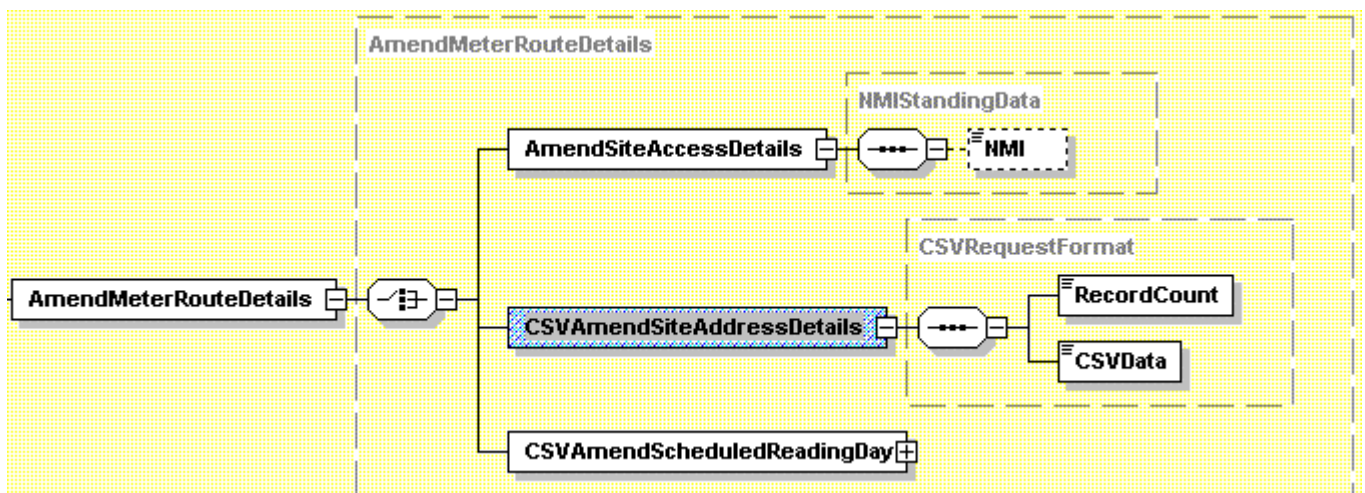 AmendMeterRouteDetails
NMIStandingData
AmendSiteAccessDetails
NMI
CSVRequestFormat
RecordCount
AmendMeterRouteDetails
CSVAmendSiteAddressDetails
CSVData
CSVAmendScheduledReadingDay